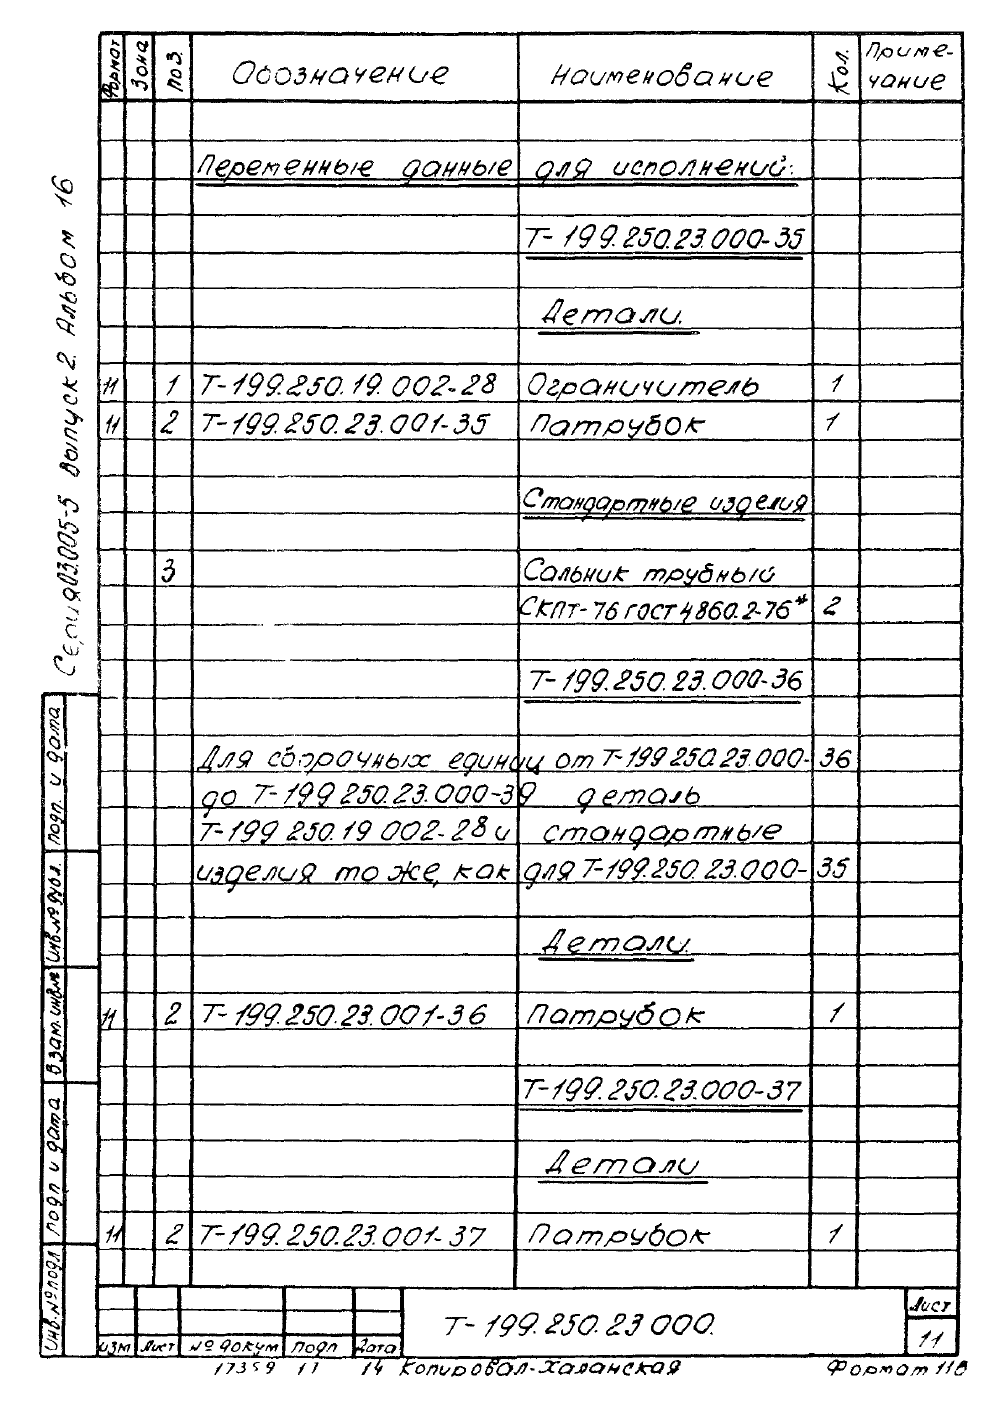 Формат Зона Поз. Обозначение Наименование Кол. Приме-
чание
Переменные данные для исполнений:
Т-199.250.23.000-35
Детали.
11 1 Т-199.250.19.002-28 Ограничитель 1
11 2 Т-199.250.23.001-35 Патрубок 1
Стандартные изделия
3 Сальник трубный
СКПТ-76 ГОСТ 4860.2-76* 2
Т-199.250.23.000-36
Для сборочных единиц от Т-199 250.23.000-36
до Т-199 250.23.000-39 деталь
Т-199 250.19 002-28 и стандартные
изделия то же, как для Т-199.250.23.000-35
Детали.
11 2 Т-199.250.23.001-36 Патрубок 1
Т-199.250.23.000-37
Детали
11 2 Т-199.250.23.001-37 Патрубок 1
Т-199.250.23 000.
Лист
11
изм Лист № докум подп Дата
17359 11 14 Копировал-Халанская Формат 11в
Серия 03.005-5 Выпуск 2 Альбом 16
подп. и дата
инв.№ дубл.
взам. инв.№
подп и дата
инв.№ подл